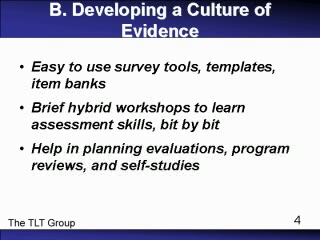 B. Developing a Culture of
Evidence
• Easy to use survey tools, templates,
item banks
• Brief hybrid workshops to learn
assessment skills, bit by bit
• Help in planning evaluations, program
reviews, and self-studies
The TLT Group
4